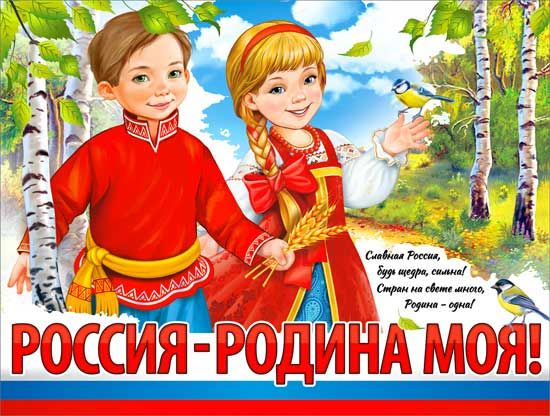 Славная Россия,
будь щедра, сильна!
Стран на свете много,
Родина – одна!
РОССИЯ-РОДИНА МОЯ!